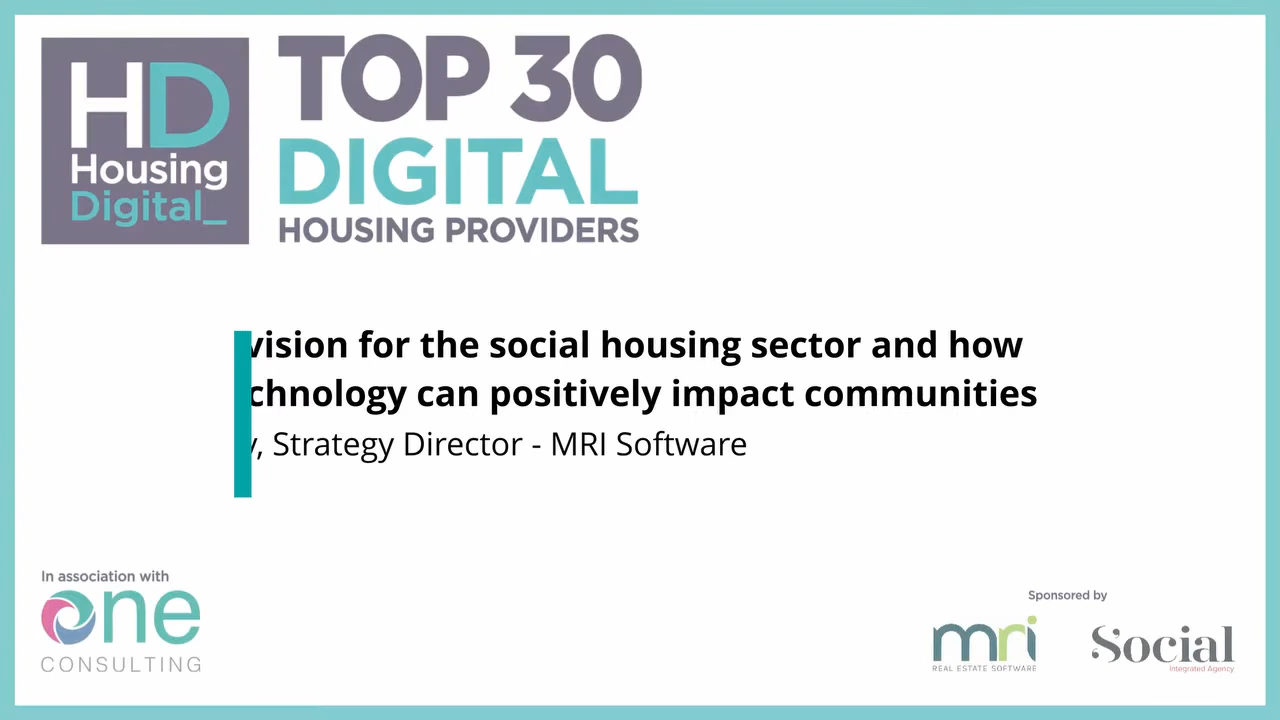 HD
Housing
Digital_
TOP 30
DIGITAL
HOUSING PROVIDERS
vision for the social housing sector and how
chnology can positively impact communities
y, Strategy Director - MRI Software
In association with
one
CONSULTING
Sponsored by
mri
REAL ESTATE SOFTWARE
Social
Integrated Agency